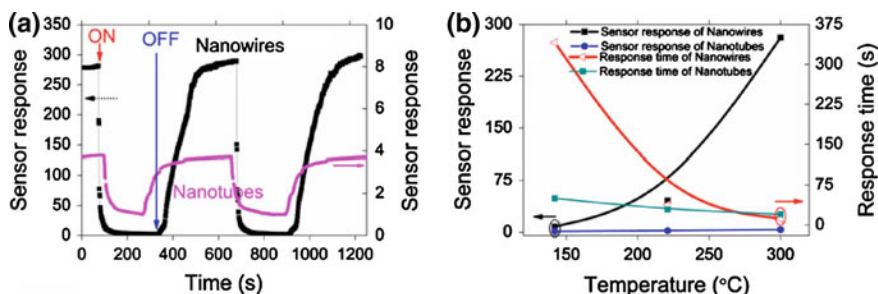 (a)
ON
OFF
Nanowires
Nanotubes
Sensor response
350
300
250
200
150
100
50
0
0 200 400 600 800 1000 1200
Time (s)
10
8
6
4
2
0
Sensor response
(b)
Sensor response of Nanowires
Sensor response of Nanotubes
Response time of Nanowires
Response time of Nanotubes
Sensor response
300
225
150
75
0
150 200 250 300
Temperature (°C)
375
300
225
150
75
0
Response time (s)